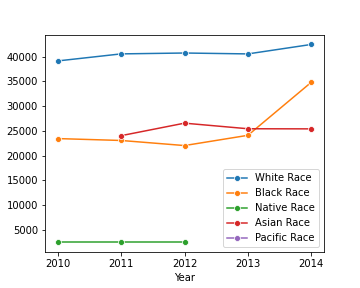 40000
35000
30000
25000
20000
15000
10000
5000
White Race
Black Race
Native Race
Asian Race
Pacific Race
2010 2011 2012 2013 2014
Year